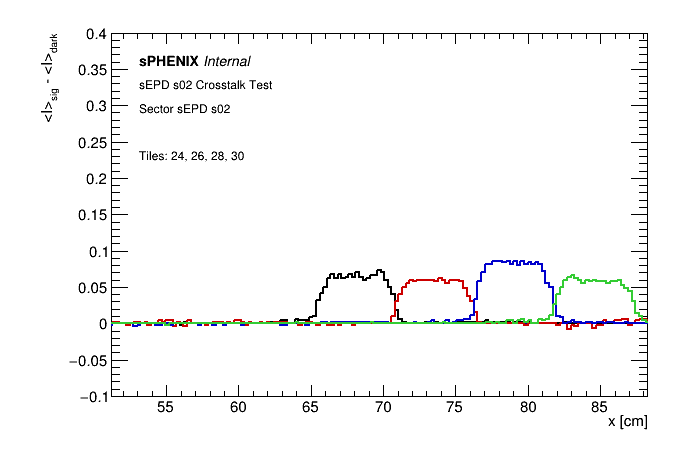 <I>sig - <I>dark
0.4
0.35
0.3
0.25
0.2
0.15
0.1
0.05
0
−0.05
−0.1
sPHENIX Internal
sEPD s02 Crosstalk Test
Sector sEPD s02
Tiles: 24, 26, 28, 30
55 60 65 70 75 80 85
x [cm]